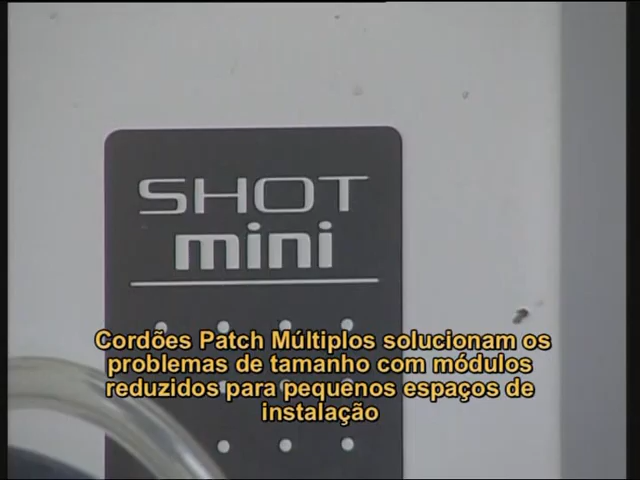 SHOT
mini
Cordões Patch Múltiplos solucionam os
problemas de tamanho com módulos
reduzidos para pequenos espaços de
instalação